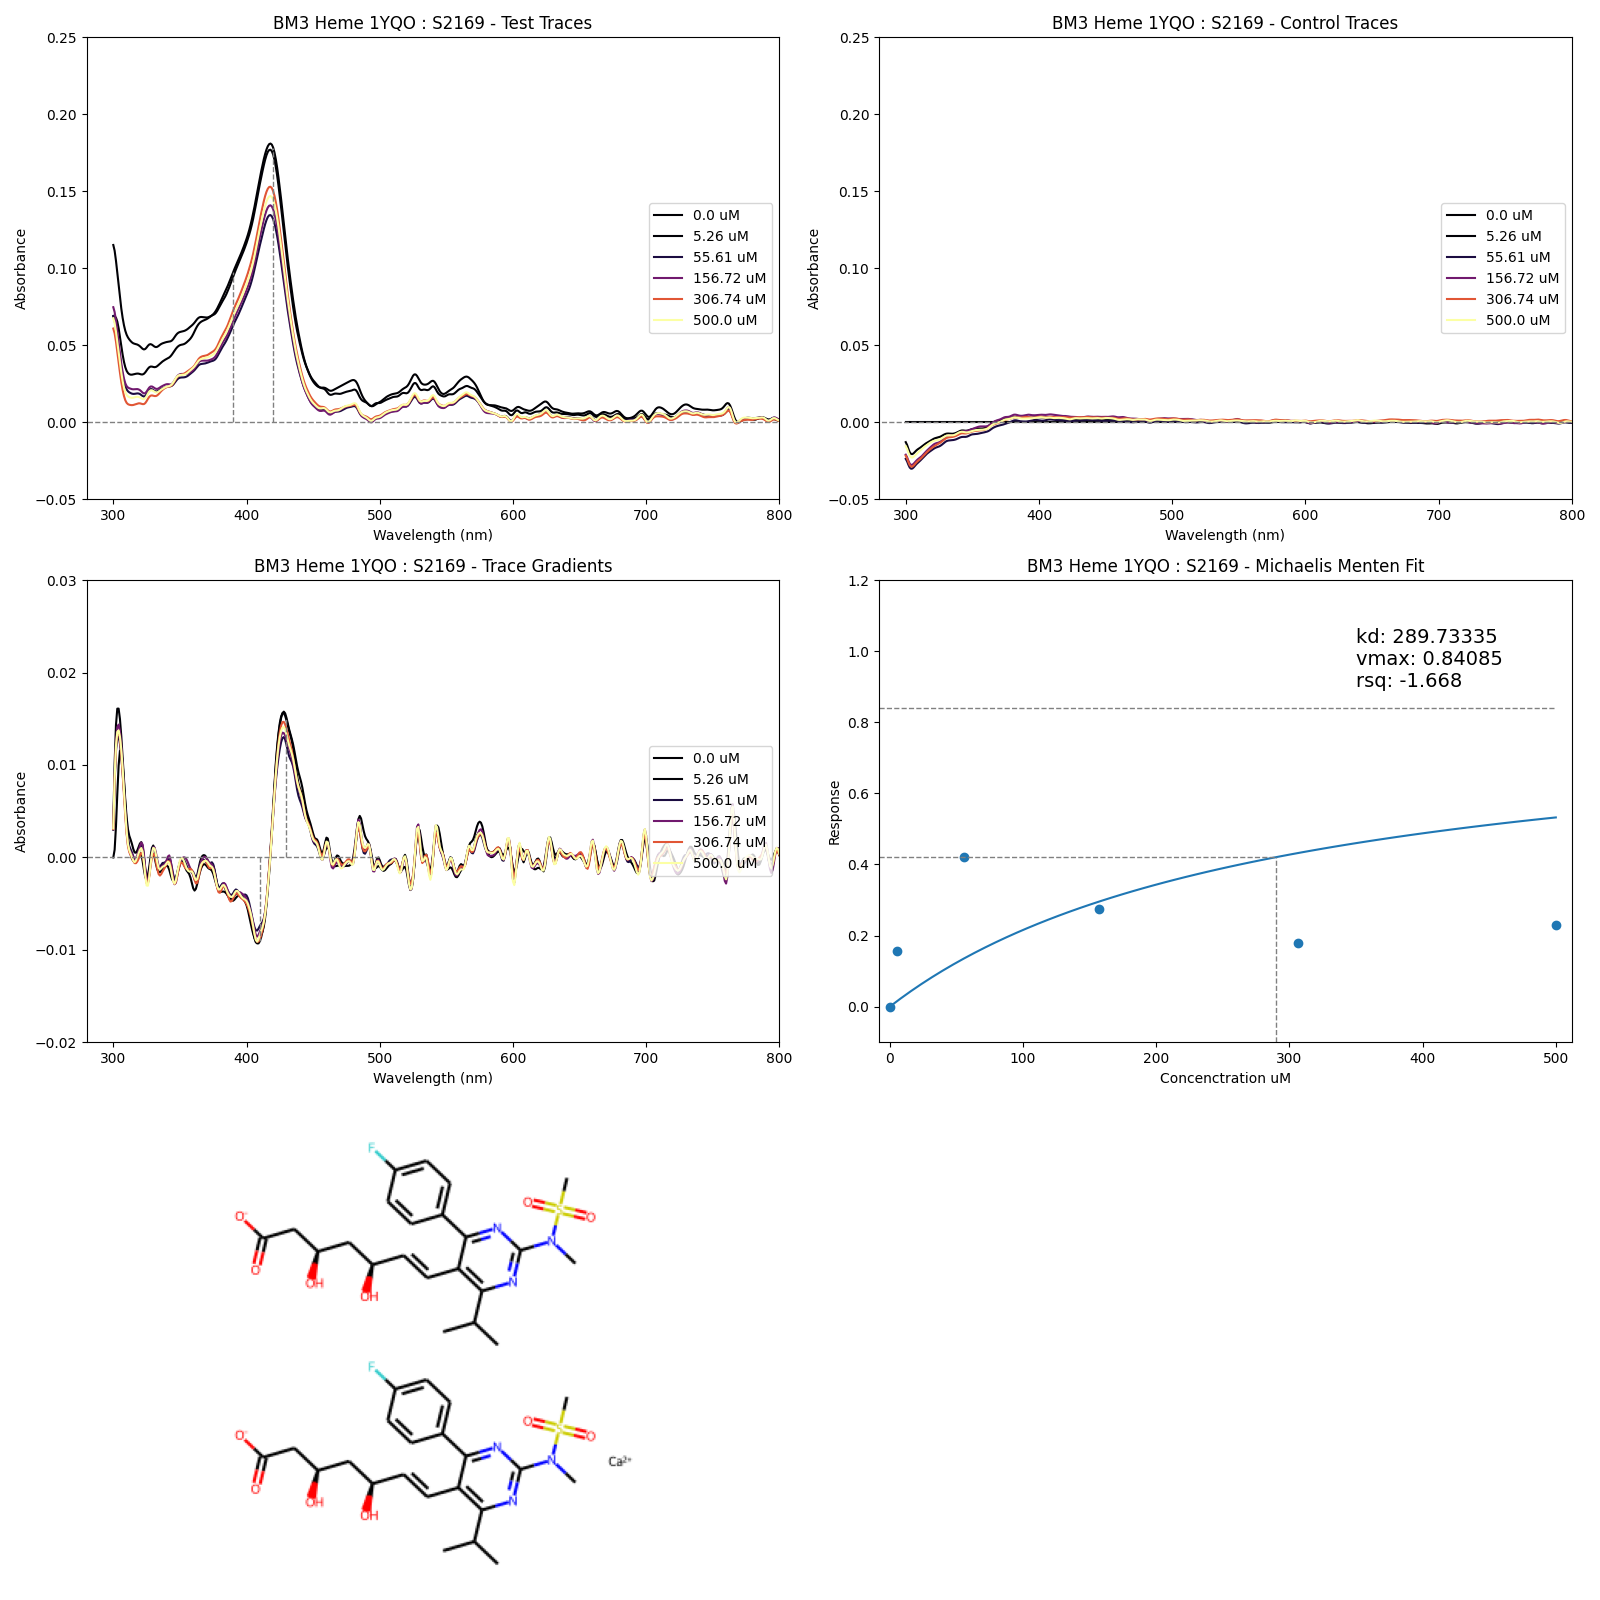 BM3 Heme 1YQO : S2169 - Test Traces
0.25
0.20
0.15
0.10
0.05
0.00
−0.05
Absorbance
300 400 500 600 700 800
Wavelength (nm)
0.0 uM
5.26 uM
55.61 uM
156.72 uM
306.74 uM
500.0 uM
BM3 Heme 1YQO : S2169 - Control Traces
0.25
0.20
0.15
0.10
0.05
0.00
−0.05
Absorbance
300 400 500 600 700 800
Wavelength (nm)
0.0 uM
5.26 uM
55.61 uM
156.72 uM
306.74 uM
500.0 uM
BM3 Heme 1YQO : S2169 - Trace Gradients
0.03
0.02
0.01
0.00
−0.01
−0.02
Absorbance
300 400 500 600 700 800
Wavelength (nm)
0.0 uM
5.26 uM
55.61 uM
156.72 uM
306.74 uM
500.0 uM
BM3 Heme 1YQO : S2169 - Michaelis Menten Fit
1.2
1.0
0.8
0.6
0.4
0.2
0.0
Response
kd: 289.73335
vmax: 0.84085
rsq: -1.668
0 100 200 300 400 500
Concenctration uM
F
O S O
O⁻ N N
O OH OH N
F
O S O
O⁻ N N Ca²⁺
O OH OH N